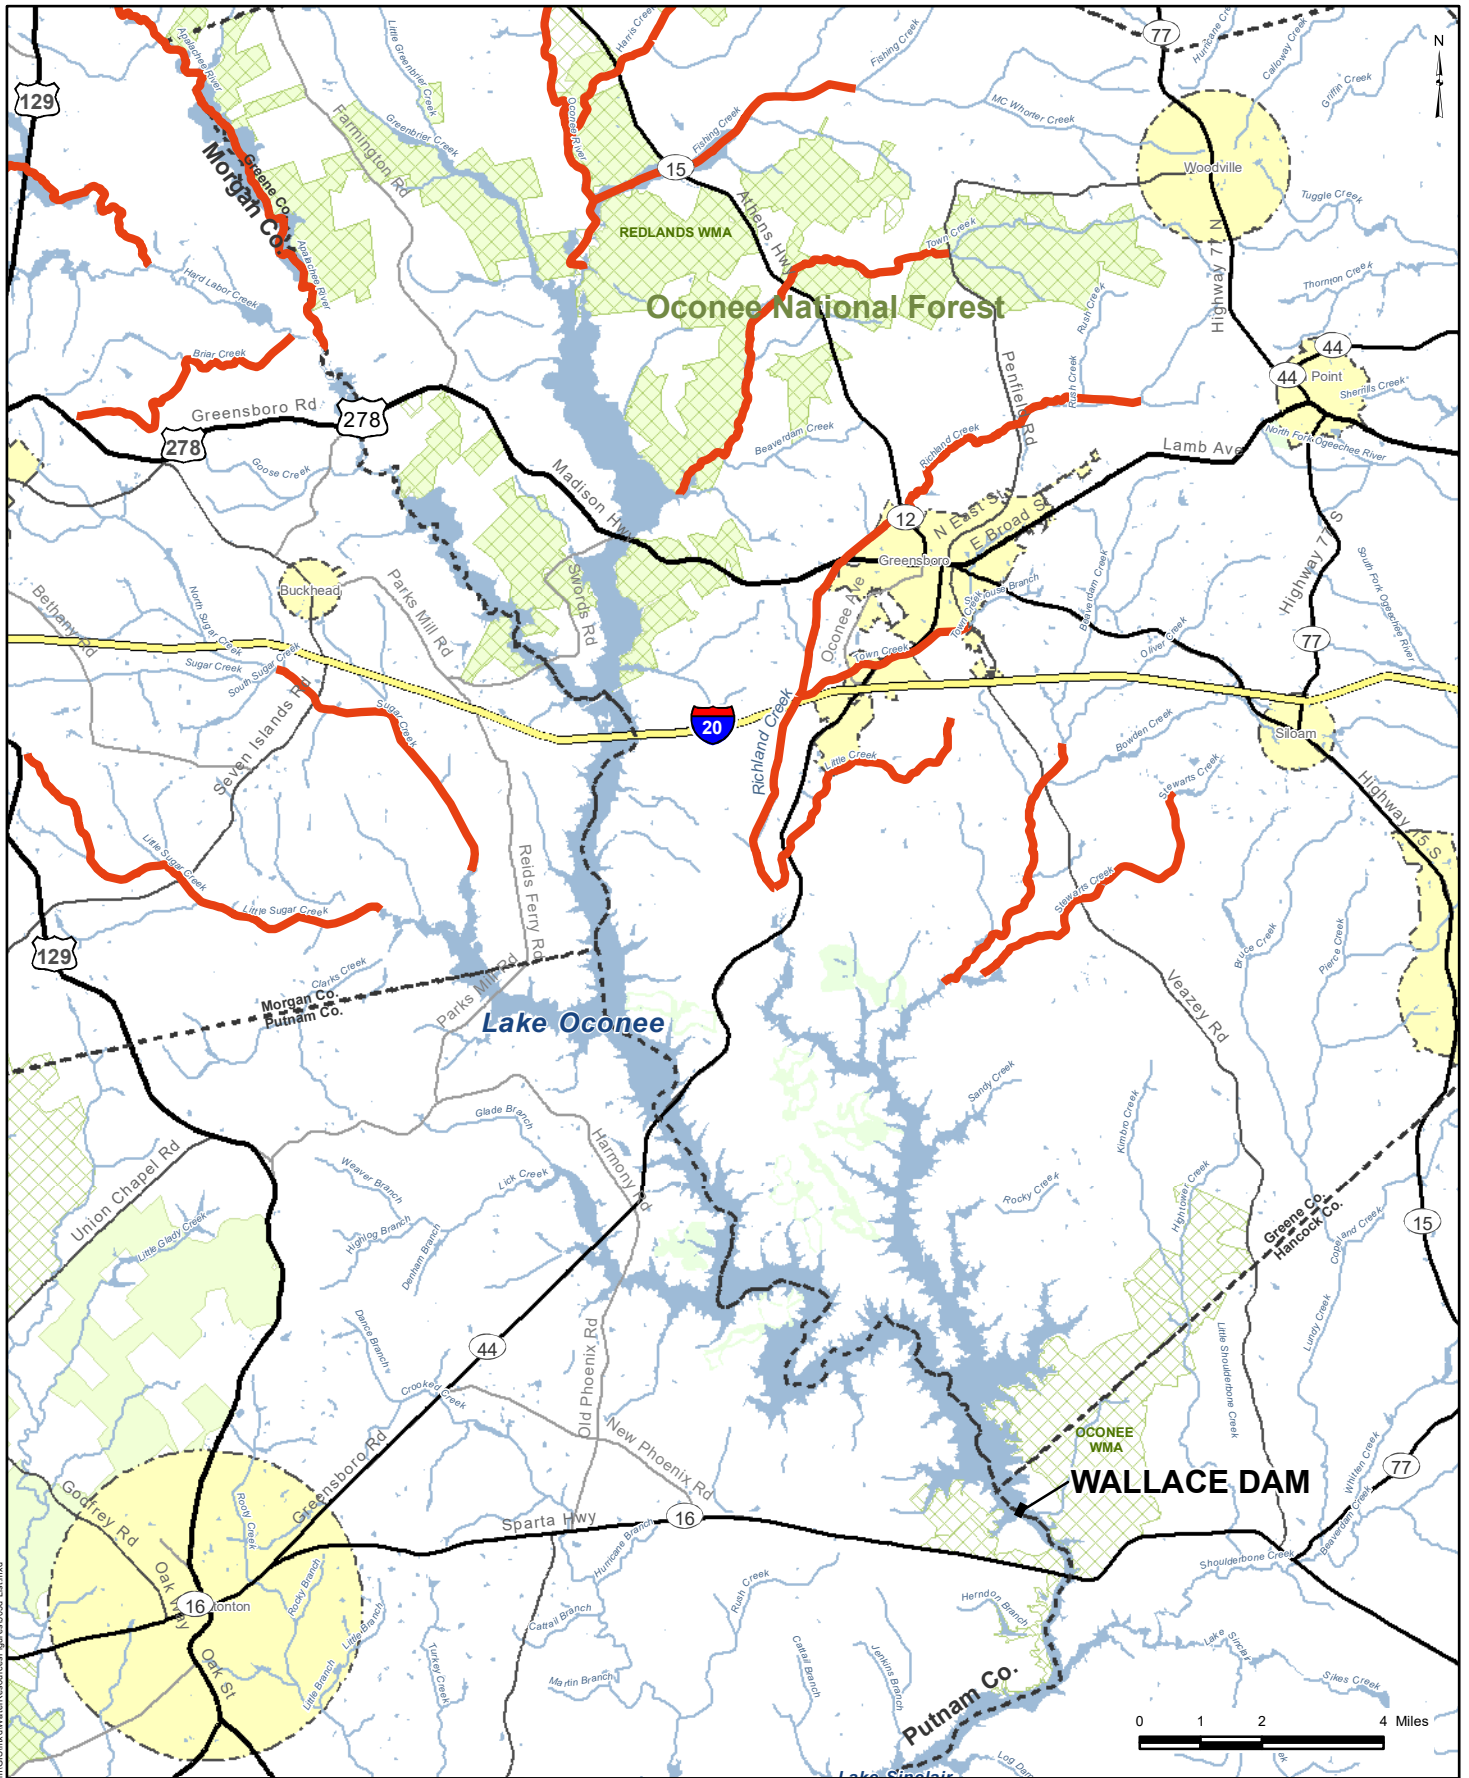 Apalachee River
Little Greenbrier Creek
Harris Creek
Fishing Creek
77
Calloway Creek
Griffin Creek
N
129
Farmington Rd
Greenbrier Creek
Oconee River
Fishing Creek
MC Whorter Creek
Morgan Co.
Greene Co.
15
Woodville
Tuggle Creek
REDLANDS WMA
Athens Hwy
Town Creek
Highway 77 N
Hard Labor Creek
Apalachee River
Oconee National Forest
Rush Creek
Thornton Creek
Briar Creek
Penfield Rd
Rush Creek
44
44
Point
Sherrills Creek
Greensboro Rd
278
278
Beaverdam Creek
Richland Creek
Lamb Ave
North Fork Ogeechee River
Goose Creek
Madison Hwy
12
N East St
E Broad St
Highway 77 S
Greensboro
South Fork Ogeechee River
Bethany Rd
North Sugar Creek
Buckhead
Parks Mill Rd
Swords Rd
Oconee Ave
Town Creek
House Branch
Beaverdam Creek
Oliver Creek
77
Sugar Creek
South Sugar Creek
Town Creek
Seven Islands Rd
Sugar Creek
20
Richland Creek
Little Creek
Bowden Creek
Siloam
Stewarts Creek
Highway 15 S
Little Sugar Creek
Reids Ferry Rd
Stewarts Creek
Little Sugar Creek
129
Clarks Creek
Morgan Co.
Putnam Co.
Parks Mill Rd
Bruce Creek
Pierce Creek
Veazey Rd
Lake Oconee
Sandy Creek
Glade Branch
Kimbro Creek
Harmony Rd
Union Chapel Rd
Weaver Branch
Lick Creek
Rocky Creek
Hightower Creek
Little Glady Creek
Highlog Branch
Denham Branch
Greene Co.
Hancock Co.
Copeland Creek
15
Dance Branch
44
Old Phoenix Rd
Little Shoulderbone Creek
Lundy Creek
Crooked Creek
New Phoenix Rd
OCONEE
WMA
Greensboro Rd
WALLACE DAM
77
Whitten Creek
Godfrey Rd
Rooty Creek
Sparta Hwy
16
Hurricane Branch
Beaverdam Creek
Shoulderbone Creek
Oak Way
16
tonton
Rocky Branch
Little Branch
Rush Creek
Herndon Branch
Cattail Branch
Oak St
Little Branch
Turkey Creek
Martin Branch
Cattail Branch
Jenkins Branch
Lake Sinclair
Sikes Creek
Putnam Co.
0 1 2 4 Miles
Lake Sinclair